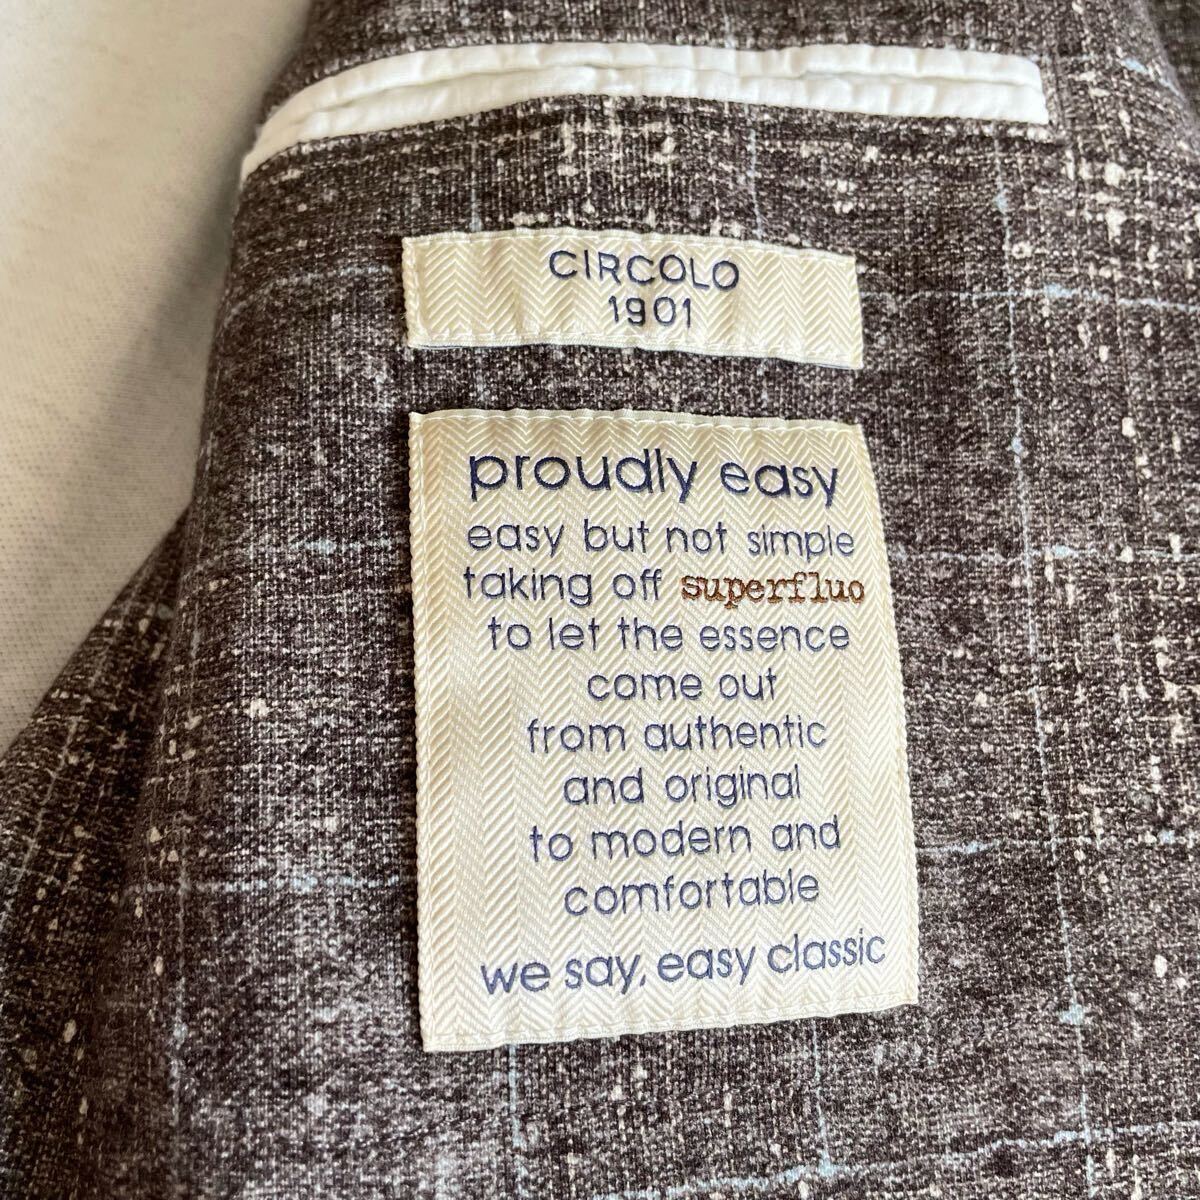 CIRCOLO
1901
proudly easy
easy but not simple
taking off superfluo
to let the essence
come out
from authentic
and original
to modern and
comfortable
we say, easy classic